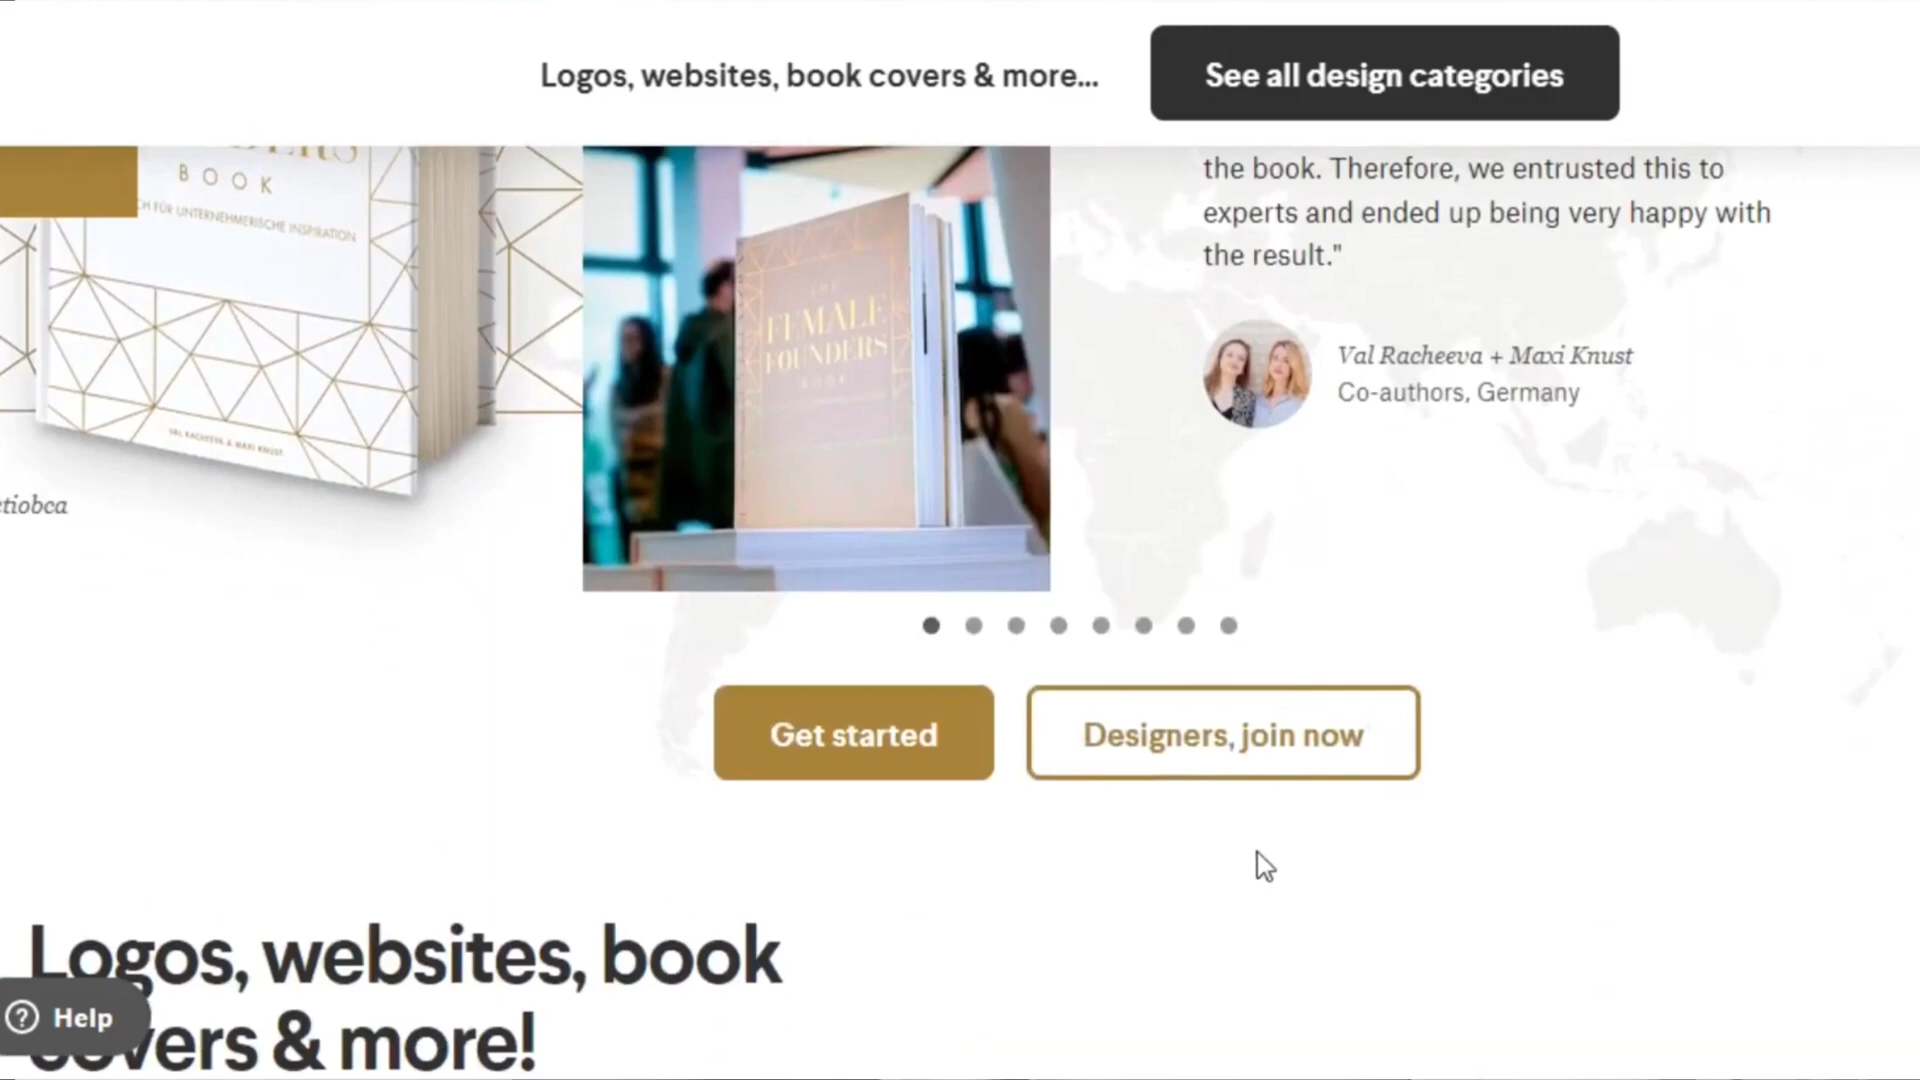 Logos, websites, book covers & more...
See all design categories
BOOK
CH FÜR UNTERNEHMERISCHE INSPIRATION
VAL RACHEEVA & MAXI KNUST
THE
FEMALE
FOUNDERS
BOOK
the book. Therefore, we entrusted this to
experts and ended up being very happy with
the result."
Val Racheeva + Maxi Knust
Co-authors, Germany
tiobca
Get started
Designers, join now
Logos, websites, book
covers & more!
Help